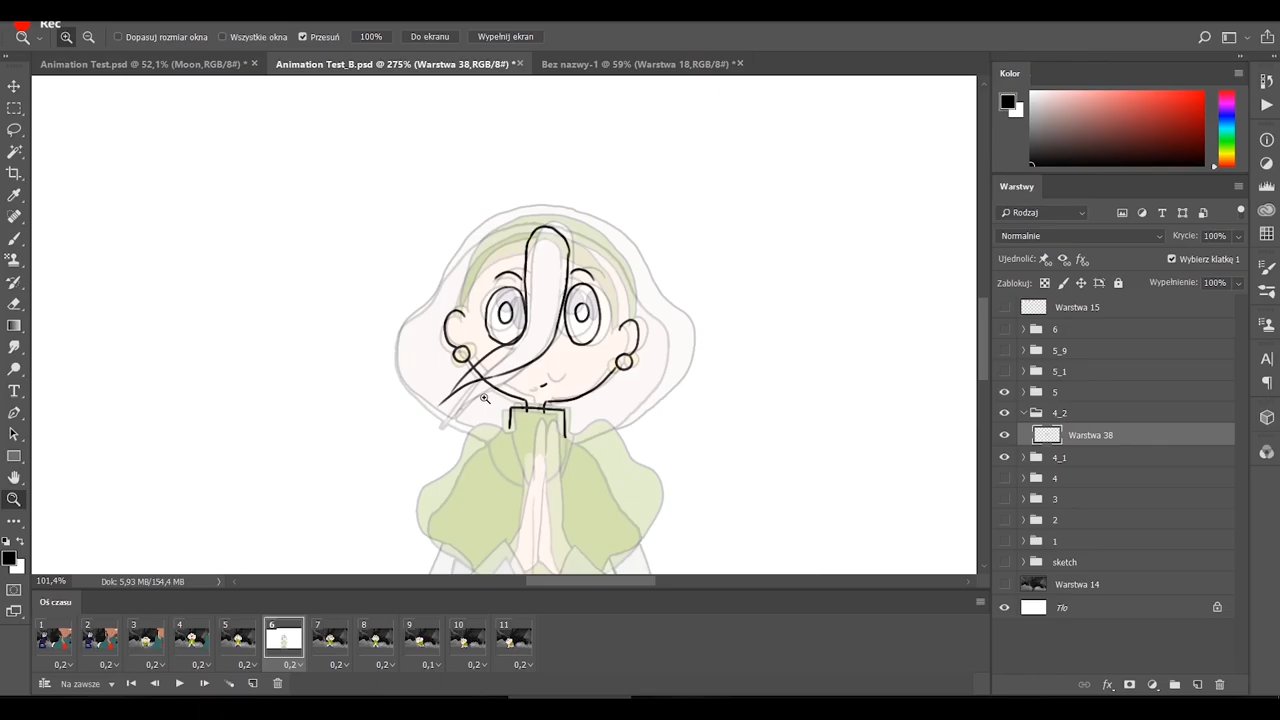 Rec
Dopasuj rozmiar okna
Wszystkie okna
Przesuń
100%
Do ekranu
Wypełnij ekran
Animation Test.psd @ 52,1% (Moon,RGB/8#) *
Animation Test_B.psd @ 275% (Warstwa 38,RGB/8#) *
Bez nazwy-1 @ 59% (Warstwa 18,RGB/8#) *
Kolor
Warstwy
Rodzaj
Normalnie
Krycie: 100%
Ujednolić:
Wybierz klatkę 1
Zablokuj:
Wypełnienie: 100%
Warstwa 15
6
5_9
5_1
5
4_2
Warstwa 38
4_1
4
3
2
1
sketch
Warstwa 14
Tło
101,4%
Dok: 5,93 MB/154,4 MB
Oś czasu
1 2 3 4 5 6 7 8 9 10 11
0,2 0,2 0,2 0,2 0,2 0,2 0,2 0,2 0,1 0,2 0,2
Na zawsze